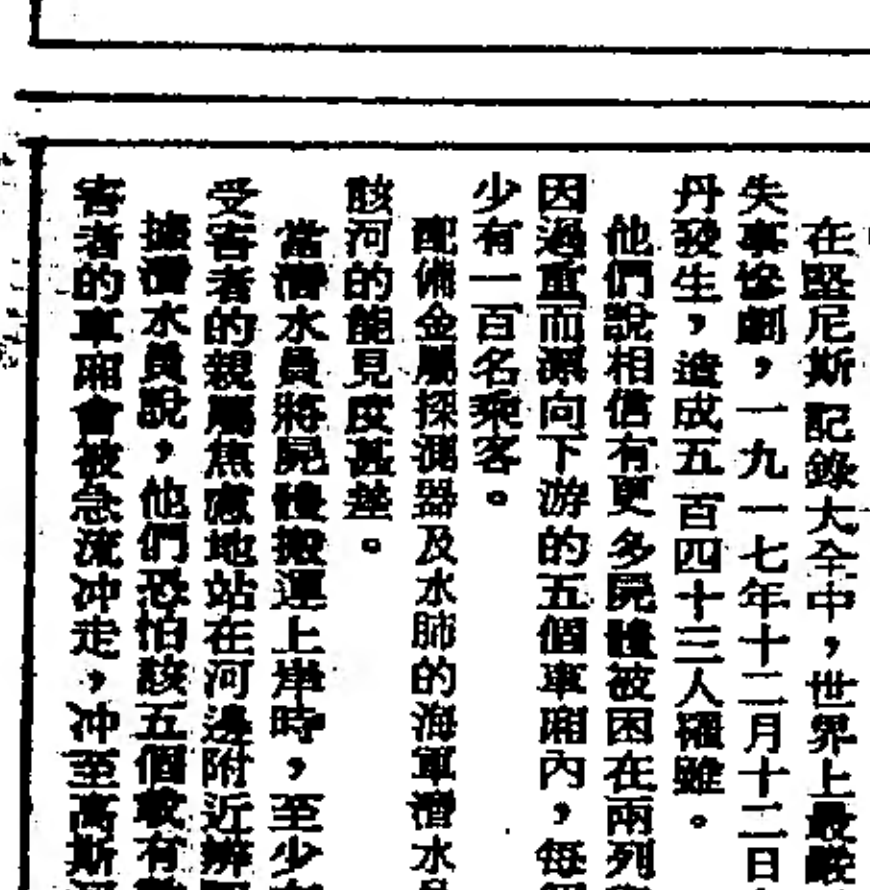 在堅尼斯記錄大全中，世界上最嚴
失事慘劇，一九一七年十二月十二日
丹發生，造成五百四十三人罹難。
他們說相信有更多屍體被困在兩列
因過重而漂向下游的五個車廂內，每
少有一百名乘客。
配備金屬探測器及水肺的海軍潛水
該河的能見度甚差。
當潛水員將屍體搬運上岸時，至少
受害者的親屬焦慮地站在河邊附近辨
據潛水員說，他們恐怕該五個載有
害者的車廂會被急流沖走，沖至高斯